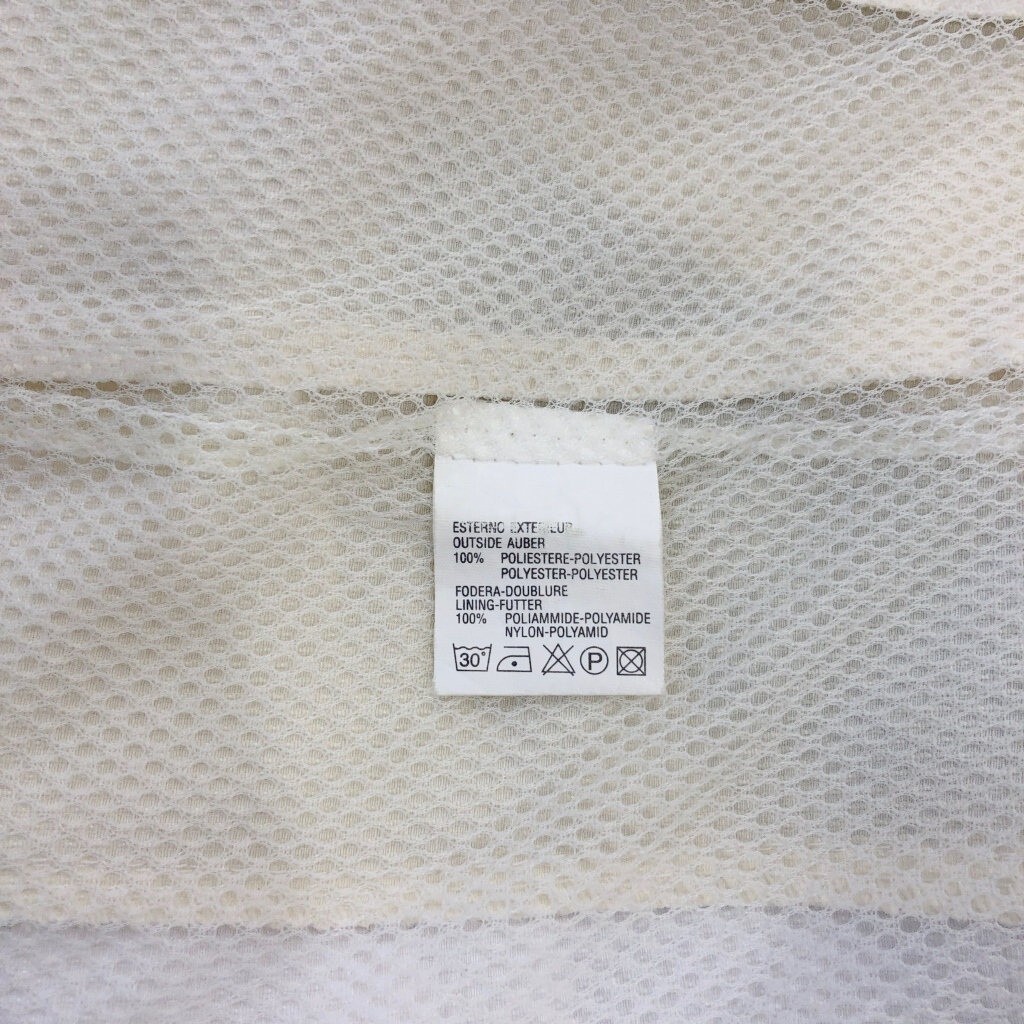 ESTERNO EXTERIEUR
OUTSIDE AUBER
100% POLIESTERE-POLYESTER
POLYESTER-POLYESTER
FODERA-DOUBLURE
LINING-FUTTER
100% POLIAMMIDE-POLYAMIDE
NYLON-POLYAMID
30° P